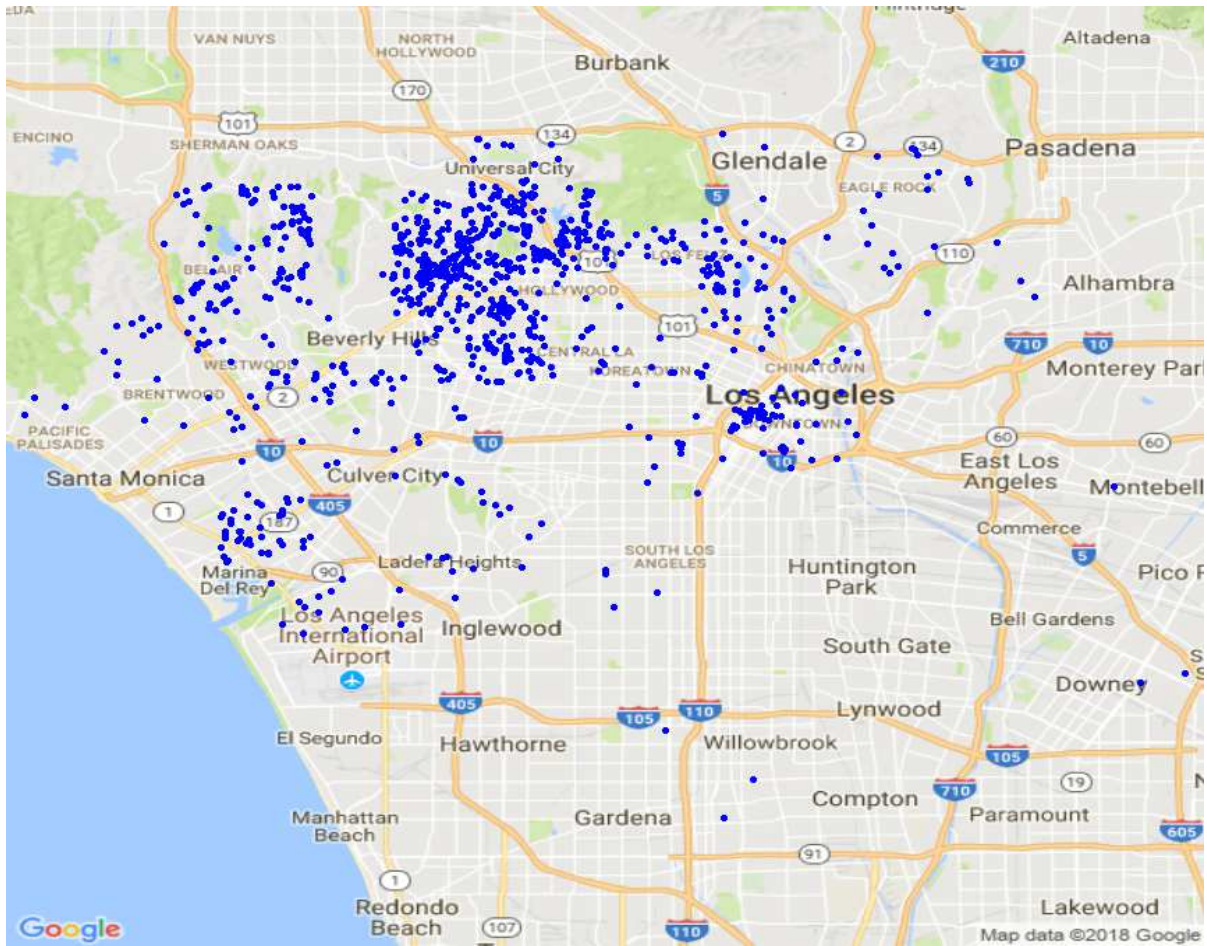 VAN NUYS
NORTH
HOLLYWOOD
Burbank
Altadena
210
170
101
134
ENCINO
SHERMAN OAKS
2
134
Pasadena
Universal City
Glendale
5
EAGLE ROCK
110
BEL AIR
101
LOS FELIZ
HOLLYWOOD
Alhambra
Beverly Hills
101
710
10
CENTRAL LA
WESTWOOD
KOREATOWN
CHINATOWN
Monterey Par
BRENTWOOD
2
Los Angeles
DOWNTOWN
PACIFIC
PALISADES
10
10
60
60
10
East Los
Angeles
Santa Monica
Culver City
Montebell
405
1
187
Commerce
SOUTH LOS
ANGELES
5
Ladera Heights
90
Marina
Del Rey
Huntington
Park
Pico R
Los Angeles
International
Airport
Inglewood
Bell Gardens
South Gate
Downey
405
105
110
Lynwood
El Segundo
Hawthorne
Willowbrook
105
710
19
Compton
Paramount
Manhattan
Beach
Gardena
605
91
1
Redondo
Beach
107
110
Lakewood
Google
Map data ©2018 Google